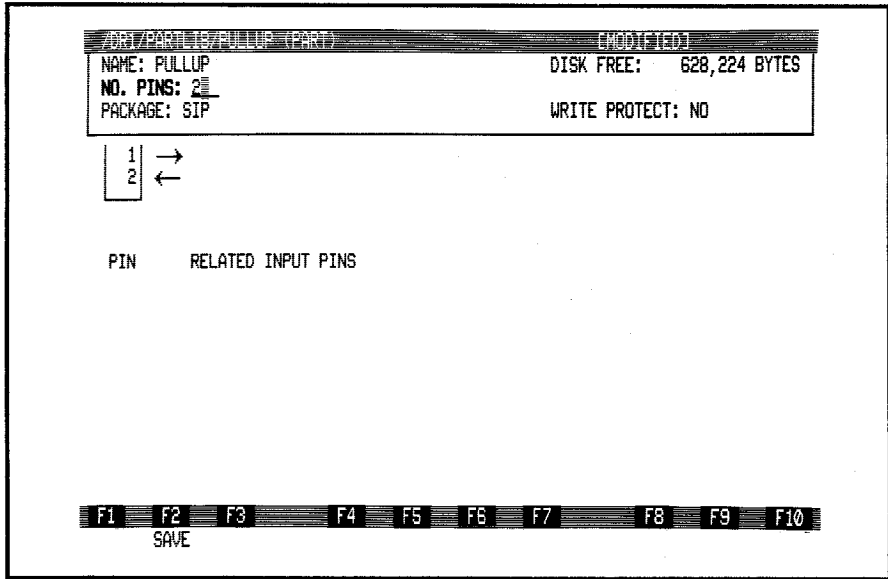 /DR1/PARTLIB/PULLUP (PART) [MODIFIED]
NAME: PULLUP DISK FREE: 628,224 BYTES
NO. PINS: 2
PACKAGE: SIP WRITE PROTECT: NO
1 →
2 ←
PIN RELATED INPUT PINS
F1 F2 F3 F4 F5 F6 F7 F8 F9 F10
SAVE